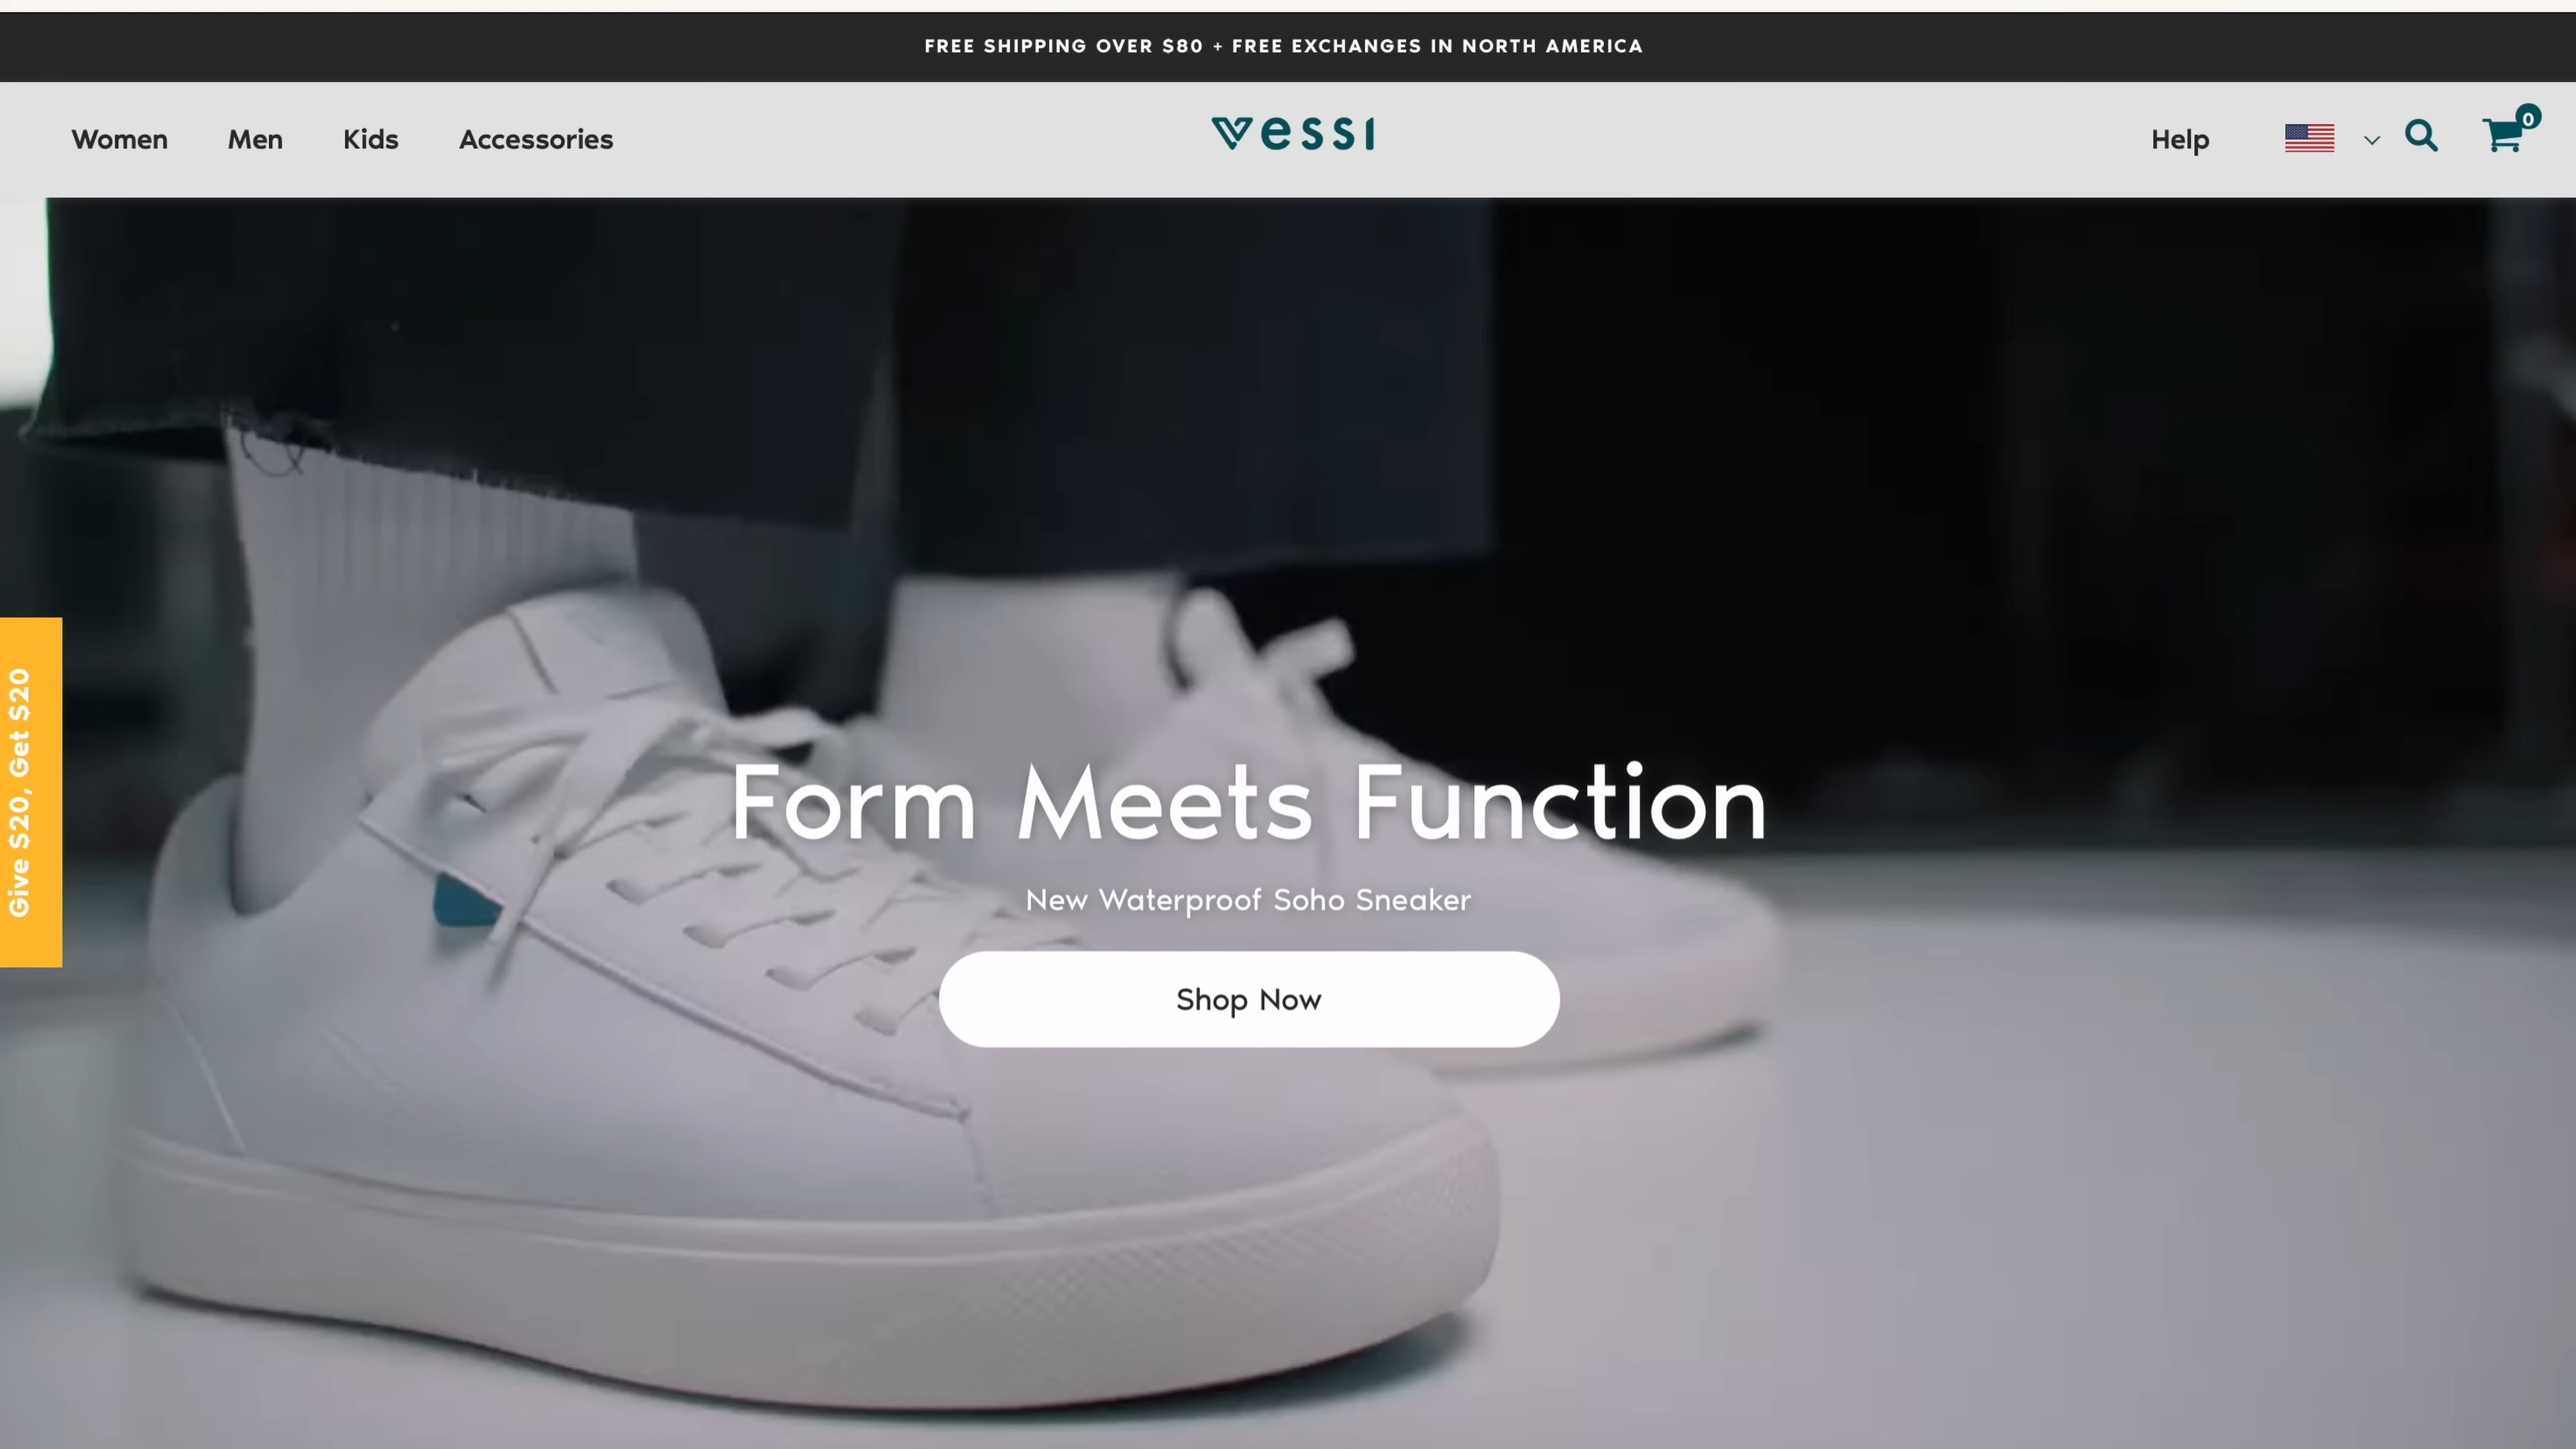 FREE SHIPPING OVER $80 + FREE EXCHANGES IN NORTH AMERICA
Women Men Kids Accessories vessi Help 0
Give $20, Get $20
Form Meets Function
New Waterproof Soho Sneaker
Shop Now